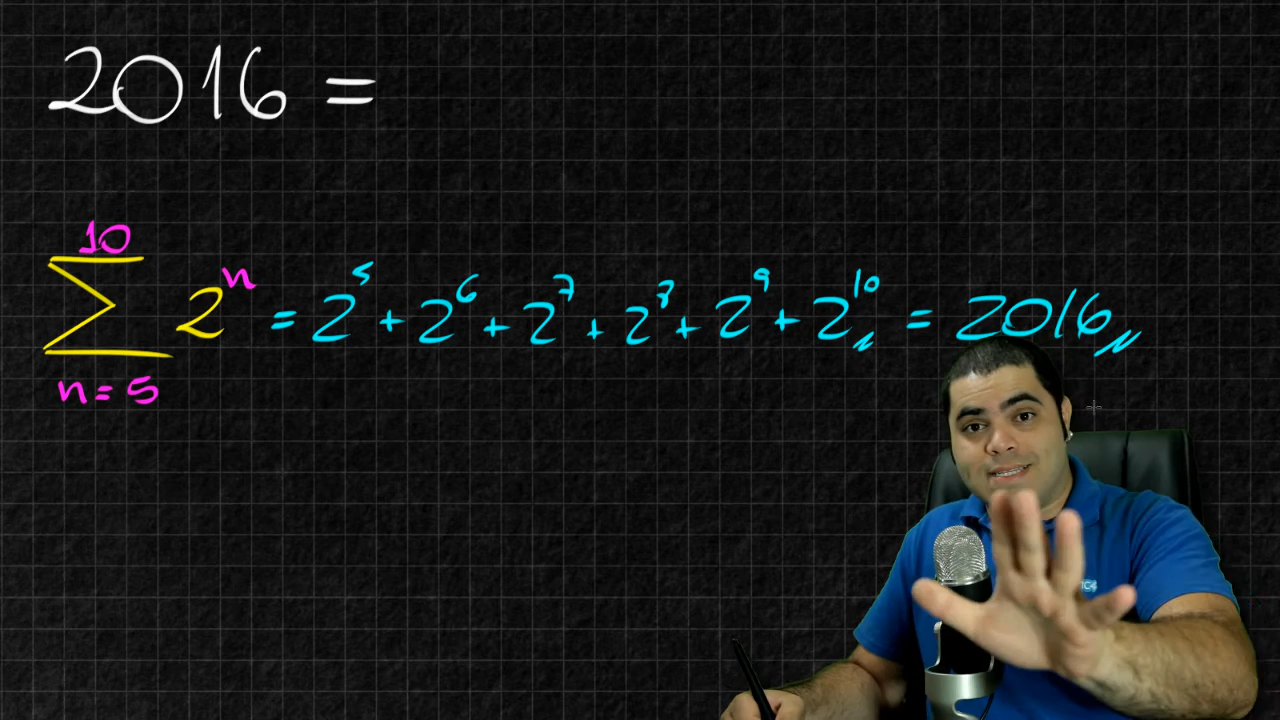 2016 =
10
∑ 2ⁿ = 2⁵ + 2⁶ + 2⁷ + 2⁸ + 2⁹ + 2¹⁰ = 2016
n = 5